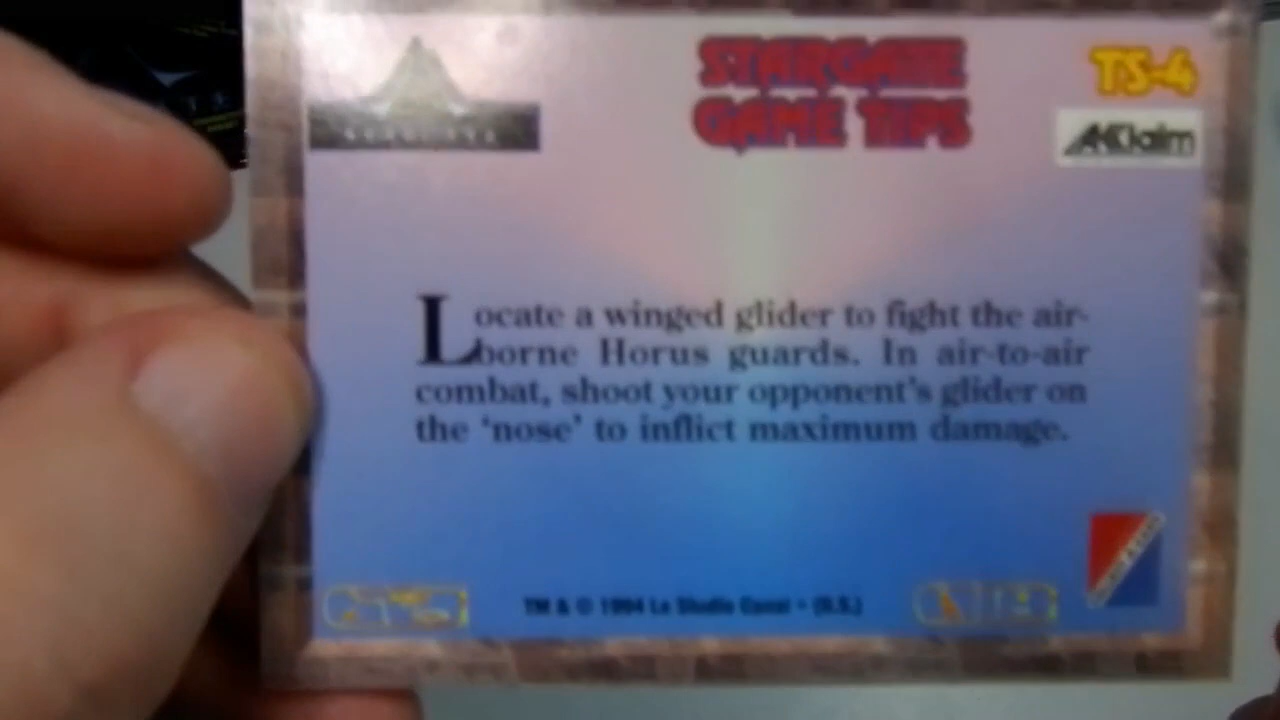 STARGATE
GAME TIPS
TS-4
AKKlaim
Locate a winged glider to fight the air-
borne Horus guards. In air-to-air
combat, shoot your opponent's glider on
the 'nose' to inflict maximum damage.
TM & © 1994 Le Studio Canal + (U.S.)